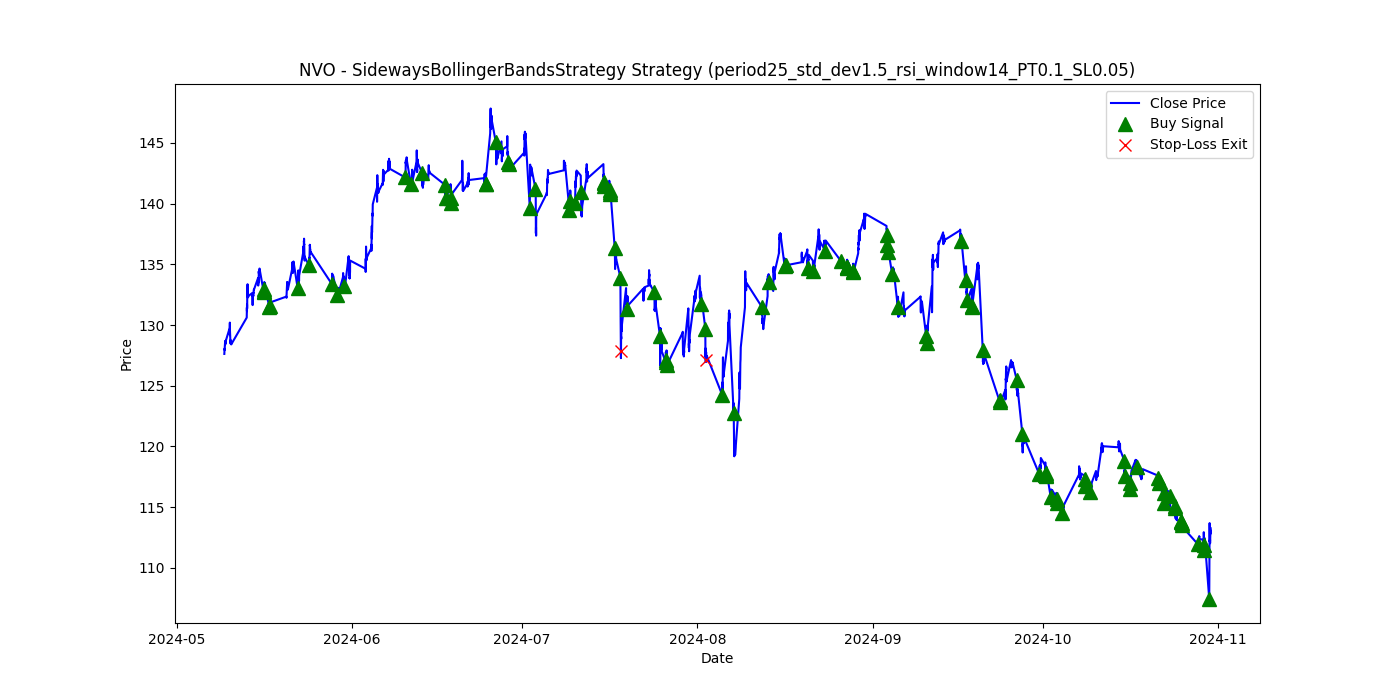 NVO - SidewaysBollingerBandsStrategy Strategy (period25_std_dev1.5_rsi_window14_PT0.1_SL0.05)
Close Price
Buy Signal
Stop-Loss Exit
145
140
135
130
125
120
115
110
Price
2024-05
2024-06
2024-07
2024-08
2024-09
2024-10
2024-11
Date